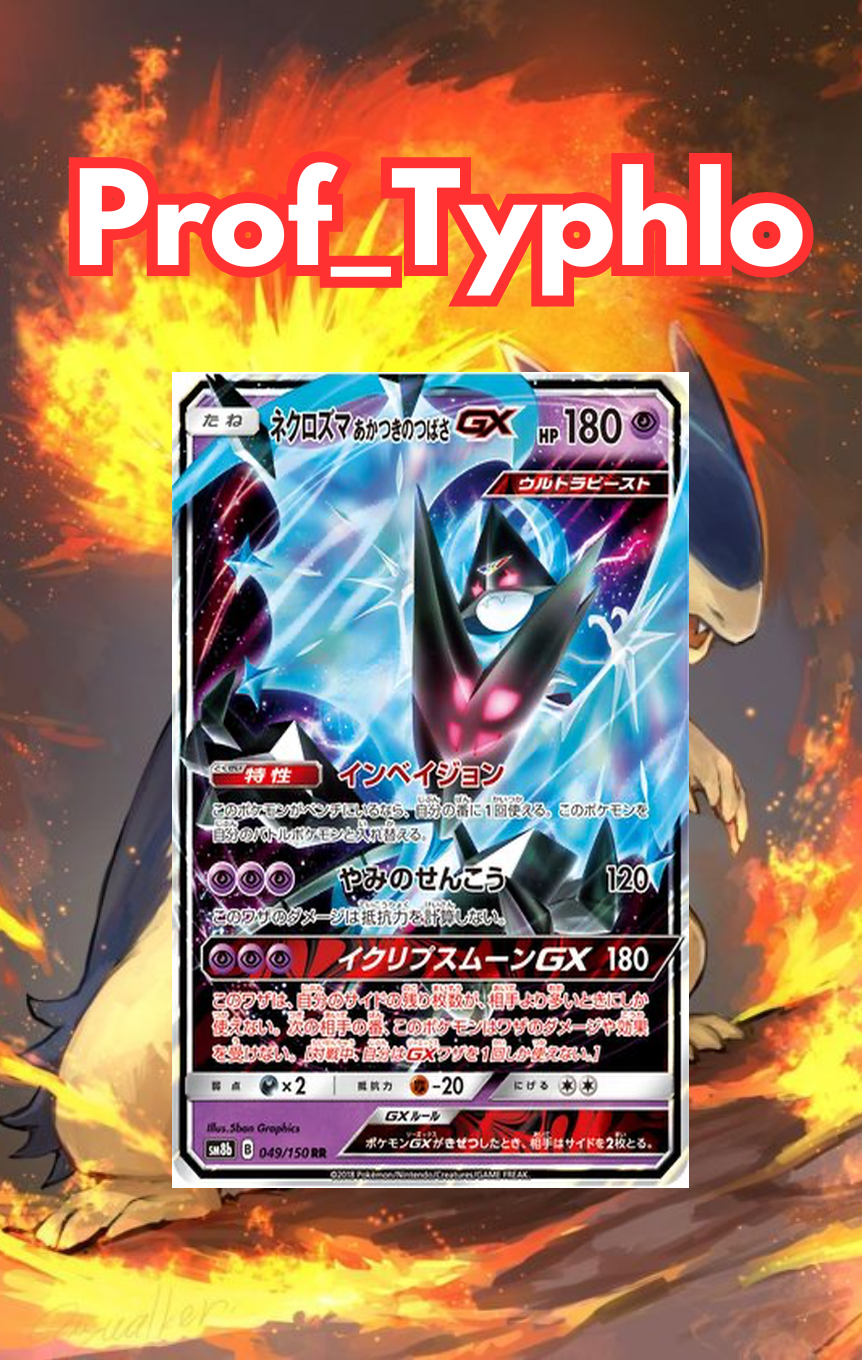 Prof_Typhlo
たね ネクロズマ あかつきのつばさ GX HP 180
ウルトラビースト
特性 インベイジョン
このポケモンがベンチにいるなら、自分の番に1回使える。このポケモンを
自分のバトルポケモンと入れ替える。
やみのせんこう 120
このワザのダメージは抵抗力を計算しない。
イクリプスムーンGX 180
このワザは、自分のサイドの残り枚数が、相手より多いときにしか
使えない。次の相手の番、このポケモンはワザのダメージや効果
を受けない。[対戦中、自分はGXワザを1回しか使えない。]
弱点 ×2 抵抗力 -20 にげる
GXルール
Illus.5ban Graphics
ポケモンGXがきぜつしたとき、相手はサイドを2枚とる。
SM8b B 049/150 RR
©2018 Pokémon/Nintendo/Creatures/GAME FREAK.